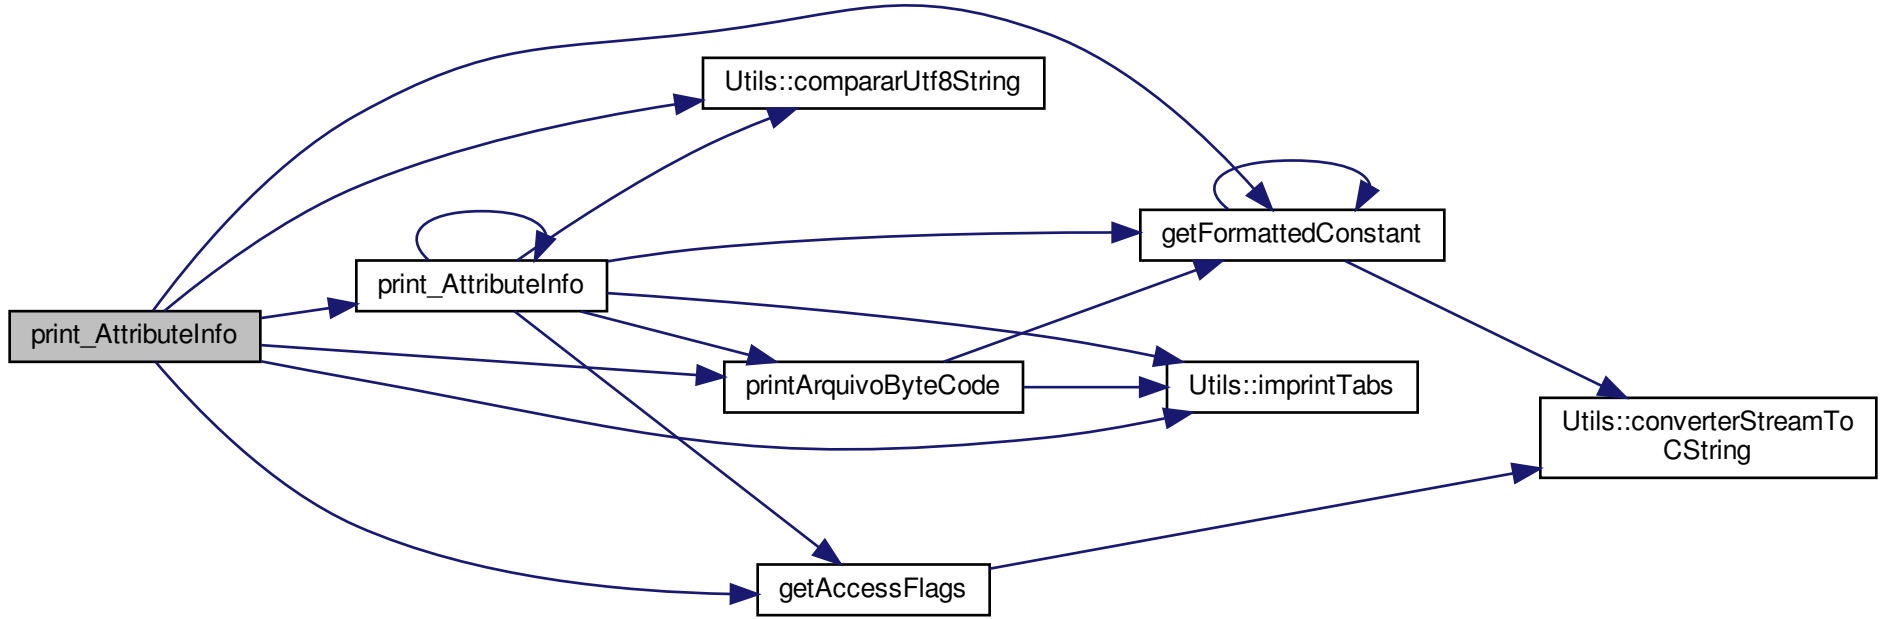 Utils::compararUtf8String
getFormattedConstant
print_AttributeInfo
print_AttributeInfo
printArquivoByteCode
Utils::imprintTabs
Utils::converterStreamTo
CString
getAccessFlags